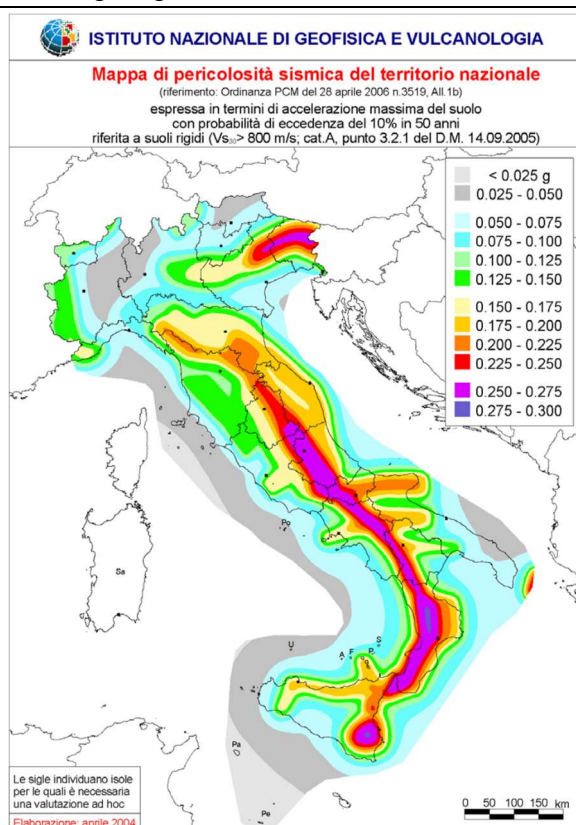 ISTITUTO NAZIONALE DI GEOFISICA E VULCANOLOGIA
Mappa di pericolosità sismica del territorio nazionale
(riferimento: Ordinanza PCM del 28 aprile 2006 n.3519, All.1b)
espressa in termini di accelerazione massima del suolo
con probabilità di eccedenza del 10% in 50 anni
riferita a suoli rigidi (Vs₃₀> 800 m/s; cat.A, punto 3.2.1 del D.M. 14.09.2005)
< 0.025 g
0.025 - 0.050
0.050 - 0.075
0.075 - 0.100
0.100 - 0.125
0.125 - 0.150
0.150 - 0.175
0.175 - 0.200
0.200 - 0.225
0.225 - 0.250
0.250 - 0.275
0.275 - 0.300
Po
Sa
U
A F P S
Pa
Pe
Le sigle individuano isole
per le quali è necessaria
una valutazione ad hoc
Elaborazione: aprile 2004
0 50 100 150 km